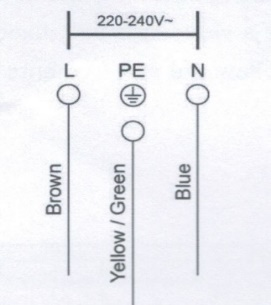 220-240V~
L PE N
Brown
Yellow / Green
Blue